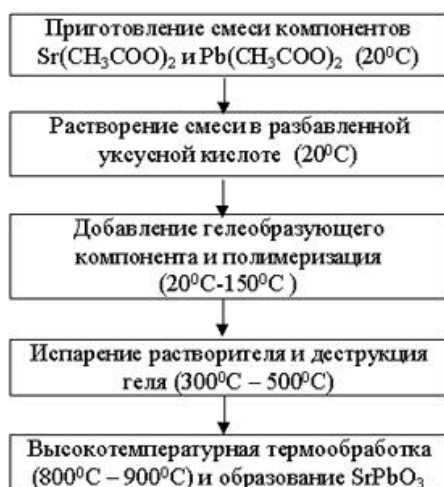 Приготовление смеси компонентов
Sr(CH₃COO)₂ и Pb(CH₃COO)₂ (20⁰C)
Растворение смеси в разбавленной
уксусной кислоте (20⁰C)
Добавление гелеобразующего
компонента и полимеризация
(20⁰C-150⁰C )
Испарение растворителя и деструкция
геля (300⁰C – 500⁰C)
Высокотемпературная термообработка
(800⁰C – 900⁰C) и образование SrPbO₃